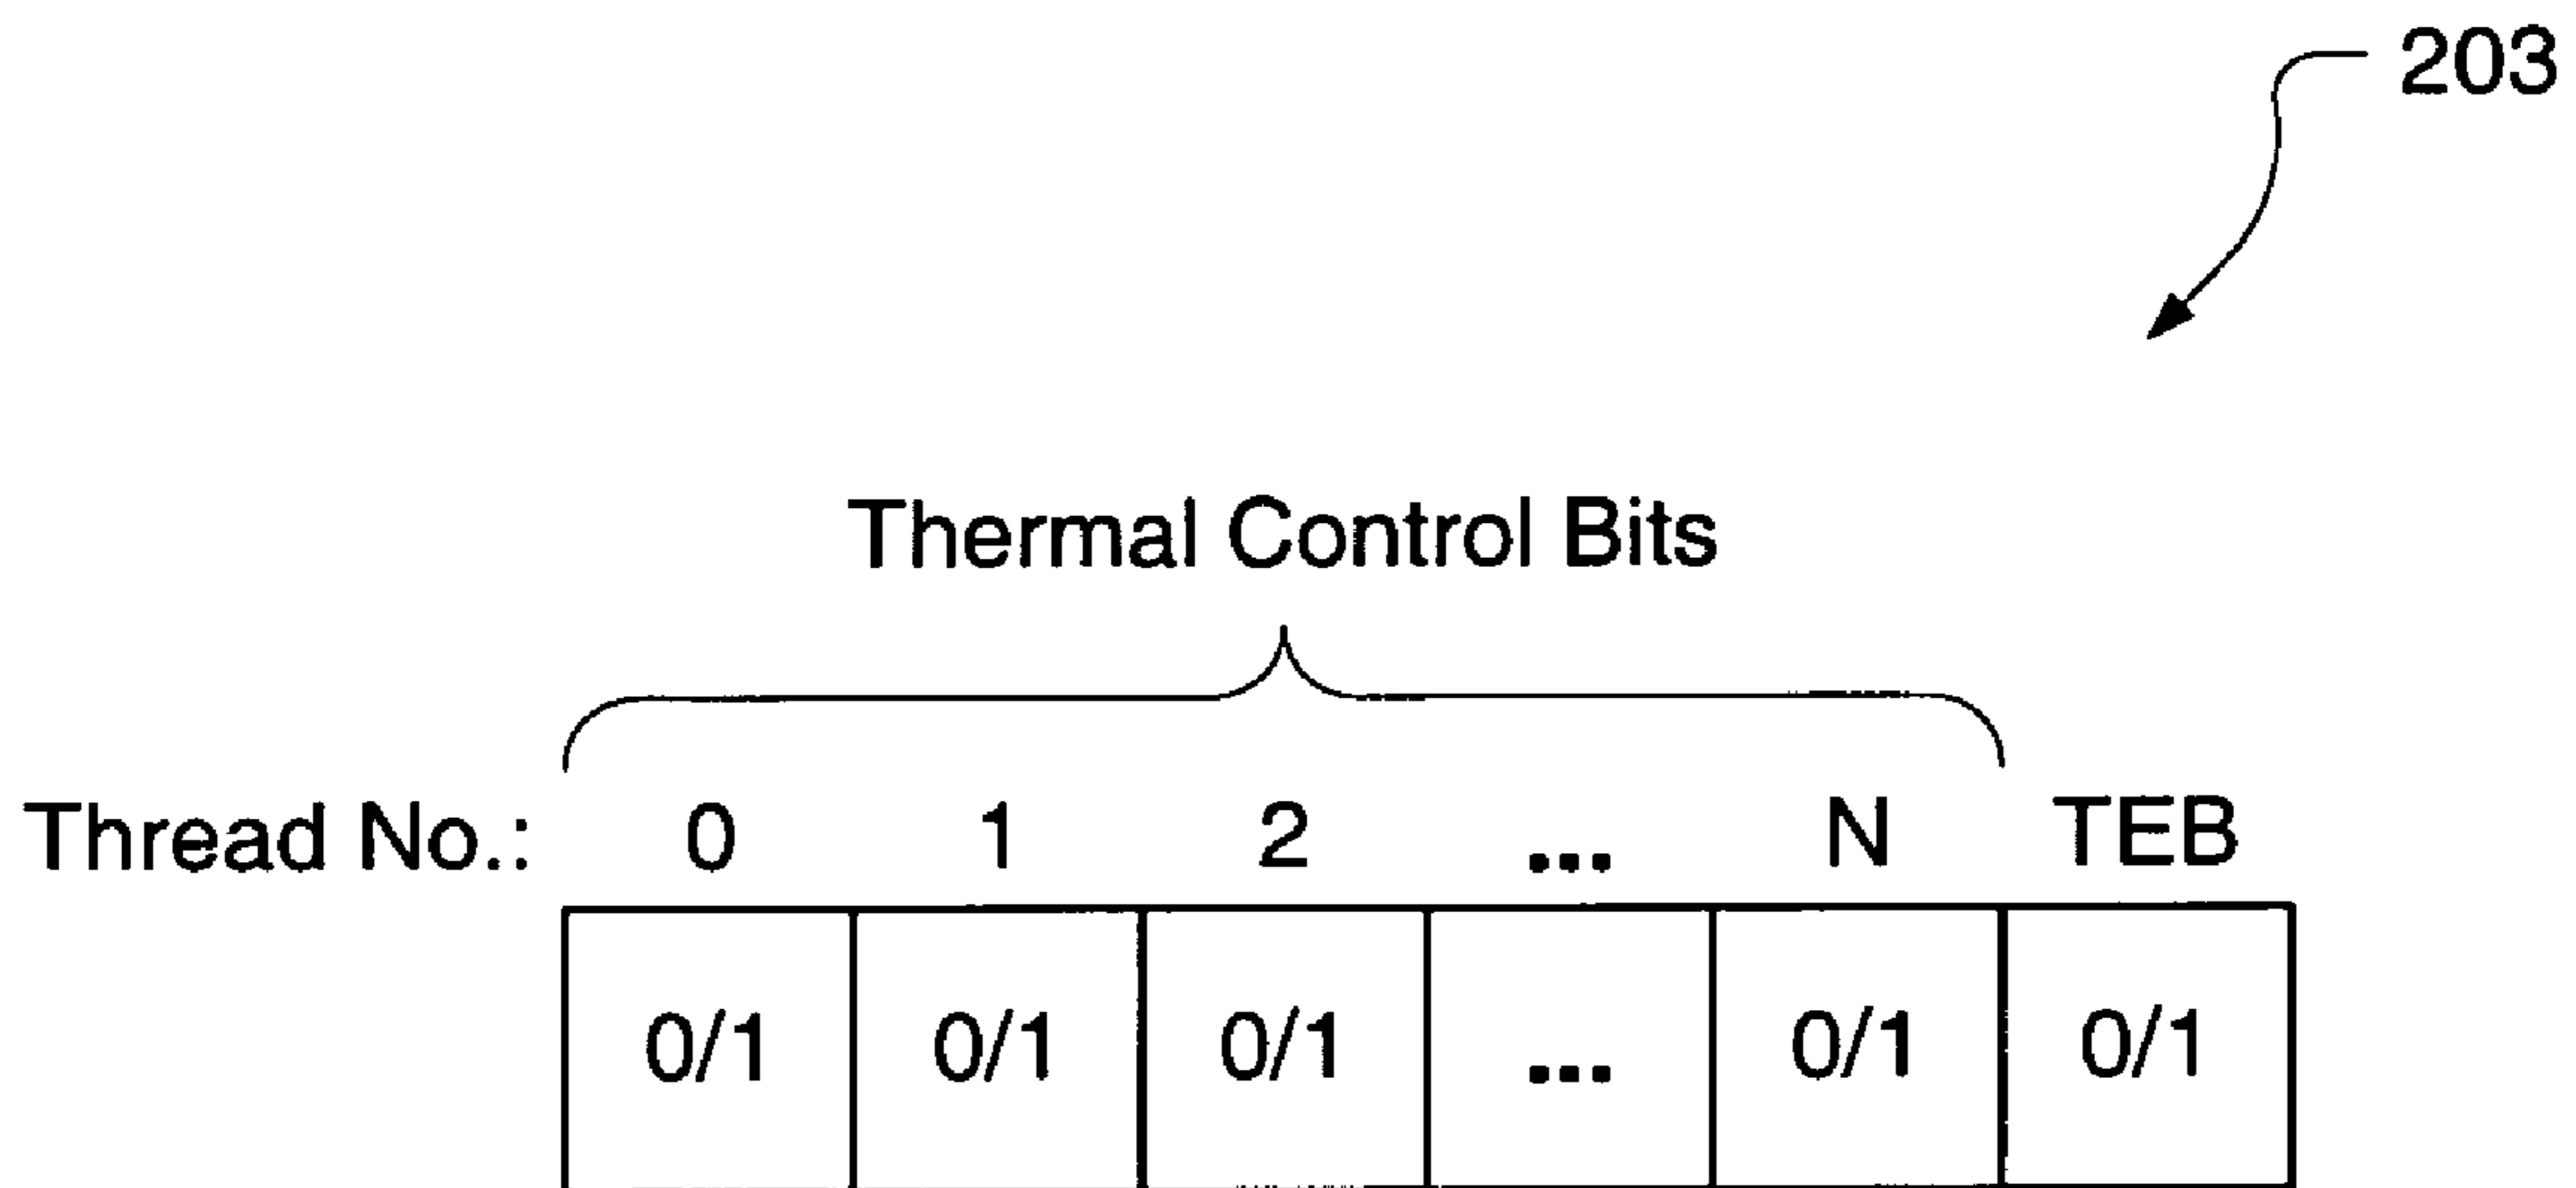 203
Thermal Control Bits
Thread No.: 0 1 2 ... N TEB
0/1 0/1 0/1 ... 0/1 0/1